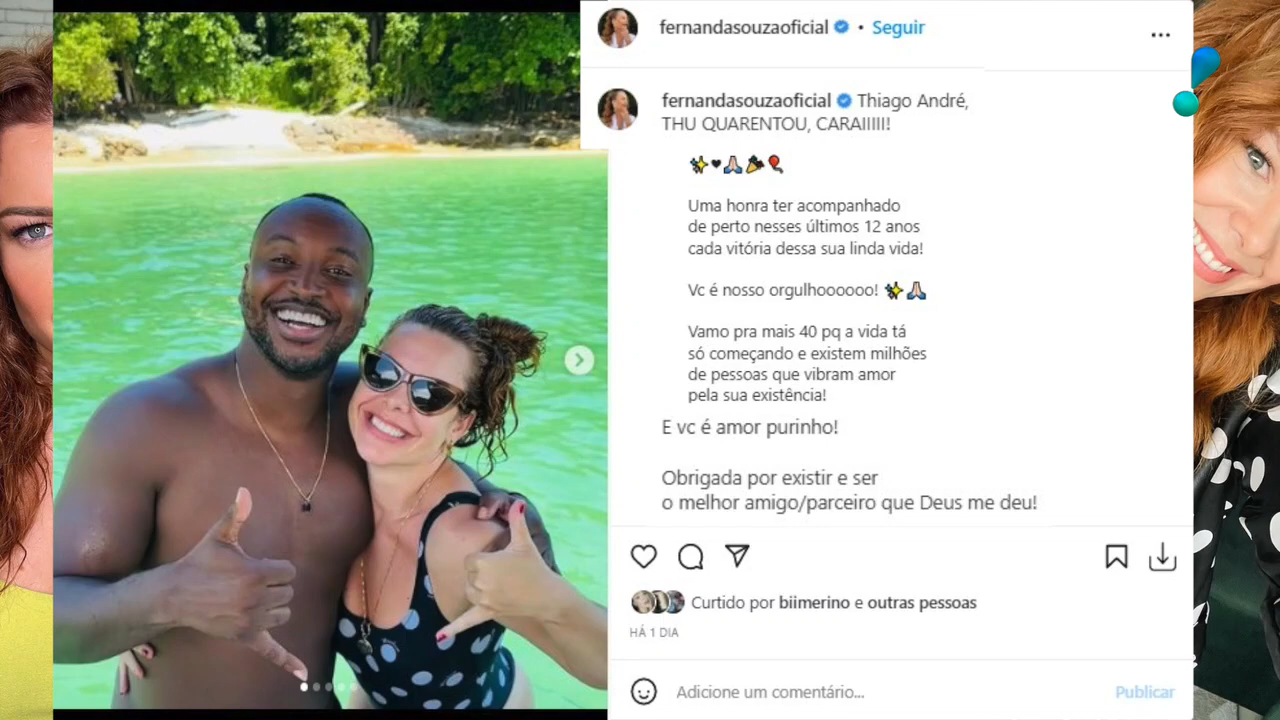 fernandasouzaoficial • Seguir
fernandasouzaoficial Thiago André,
THU QUARENTOU, CARAIIIII!
✨🖤🙏🏻🎉🎈
Uma honra ter acompanhado
de perto nesses últimos 12 anos
cada vitória dessa sua linda vida!
Vc é nosso orgulhoooooo! ✨🙏🏻
Vamo pra mais 40 pq a vida tá
só começando e existem milhões
de pessoas que vibram amor
pela sua existência!
E vc é amor purinho!
Obrigada por existir e ser
o melhor amigo/parceiro que Deus me deu!
Curtido por biimerino e outras pessoas
HÁ 1 DIA
Adicione um comentário...
Publicar